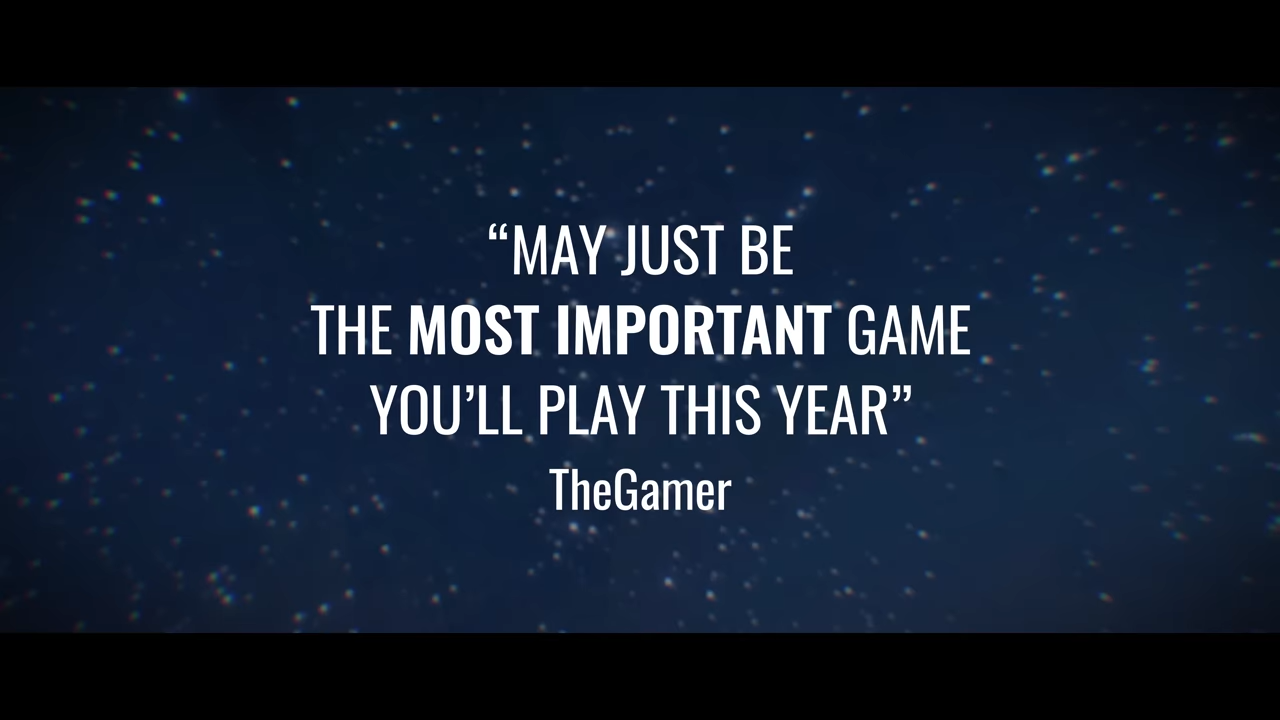 “MAY JUST BE
THE MOST IMPORTANT GAME
YOU’LL PLAY THIS YEAR”
TheGamer